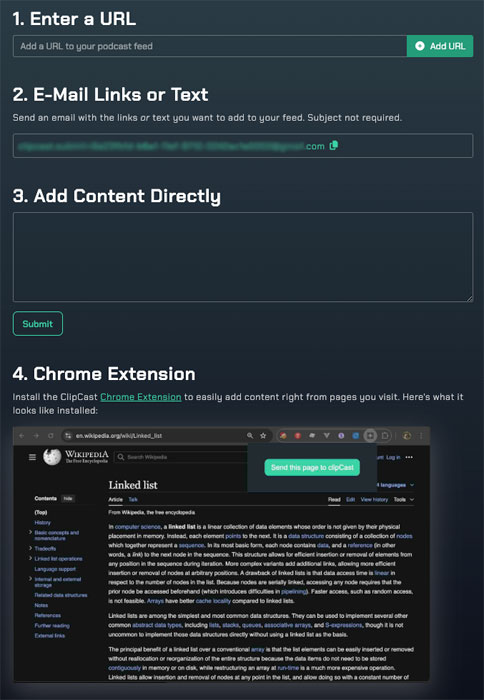 1. Enter a URL
Add a URL to your podcast feed
Add URL
2. E-Mail Links or Text
Send an email with the links or text you want to add to your feed. Subject not required.
.com
3. Add Content Directly
Submit
4. Chrome Extension
Install the ClipCast Chrome Extension to easily add content right from pages you visit. Here's what it
looks like installed:
en.wikipedia.org/wiki/Linked_list
WIKIPEDIA
The Free Encyclopedia
Search Wikipedia
Send this page to clipCast
Log in
Contents hide
Linked list
languages
(Top)
Article Talk
Read Edit View history Tools
History
From Wikipedia, the free encyclopedia
Basic concepts and
nomenclature
Tradeoffs
Linked list operations
Language support
Internal and external
storage
Related data structures
Notes
References
Further reading
External links
In computer science, a linked list is a linear collection of data elements whose order is not given by their physical
placement in memory. Instead, each element points to the next. It is a data structure consisting of a collection of nodes
which together represent a sequence. In its most basic form, each node contains data, and a reference (in other
words, a link) to the next node in the sequence. This structure allows for efficient insertion or removal of elements from
any position in the sequence during iteration. More complex variants add additional links, allowing more efficient
insertion or removal of nodes at arbitrary positions. A drawback of linked lists is that data access time is linear in
respect to the number of nodes in the list. Because nodes are serially linked, accessing any node requires that the
prior node be accessed beforehand (which introduces difficulties in pipelining). Faster access, such as random access,
is not feasible. Arrays have better cache locality compared to linked lists.
Linked lists are among the simplest and most common data structures. They can be used to implement several other
common abstract data types, including lists, stacks, queues, associative arrays, and S-expressions, though it is not
uncommon to implement those data structures directly without using a linked list as the basis.
The principal benefit of a linked list over a conventional array is that the list elements can be easily inserted or removed
without reallocation or reorganization of the entire structure because the data items do not need to be stored
contiguously in memory or on disk, while restructuring an array at run-time is a much more expensive operation.
Linked lists allow insertion and removal of nodes at any point in the list, and allow doing so with a constant number of